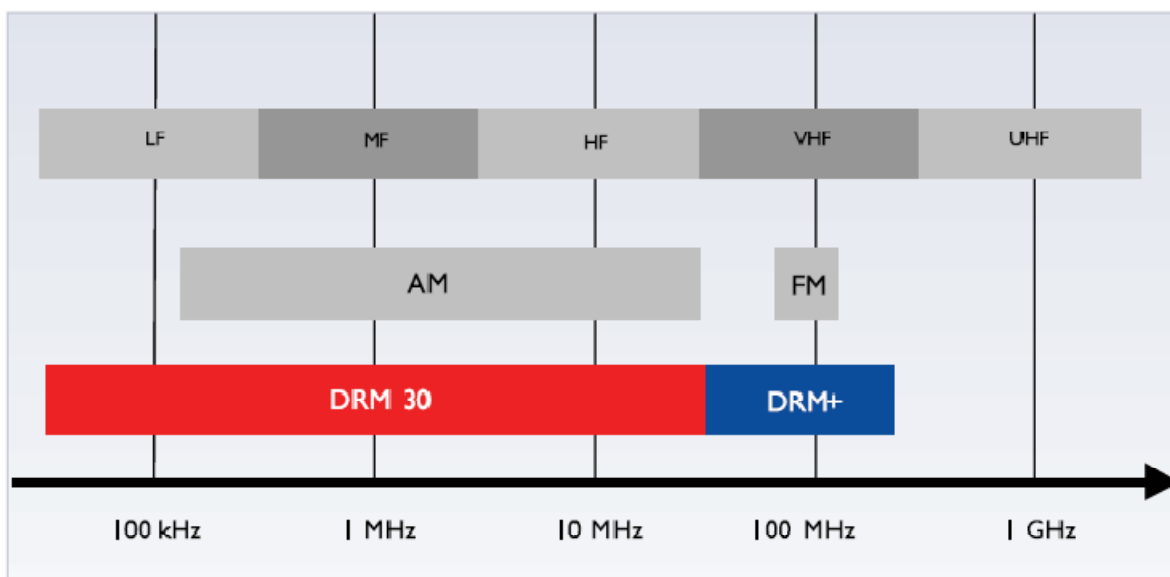 LF MF HF VHF UHF
AM FM
DRM 30 DRM+
100 kHz 1 MHz 10 MHz 100 MHz 1 GHz